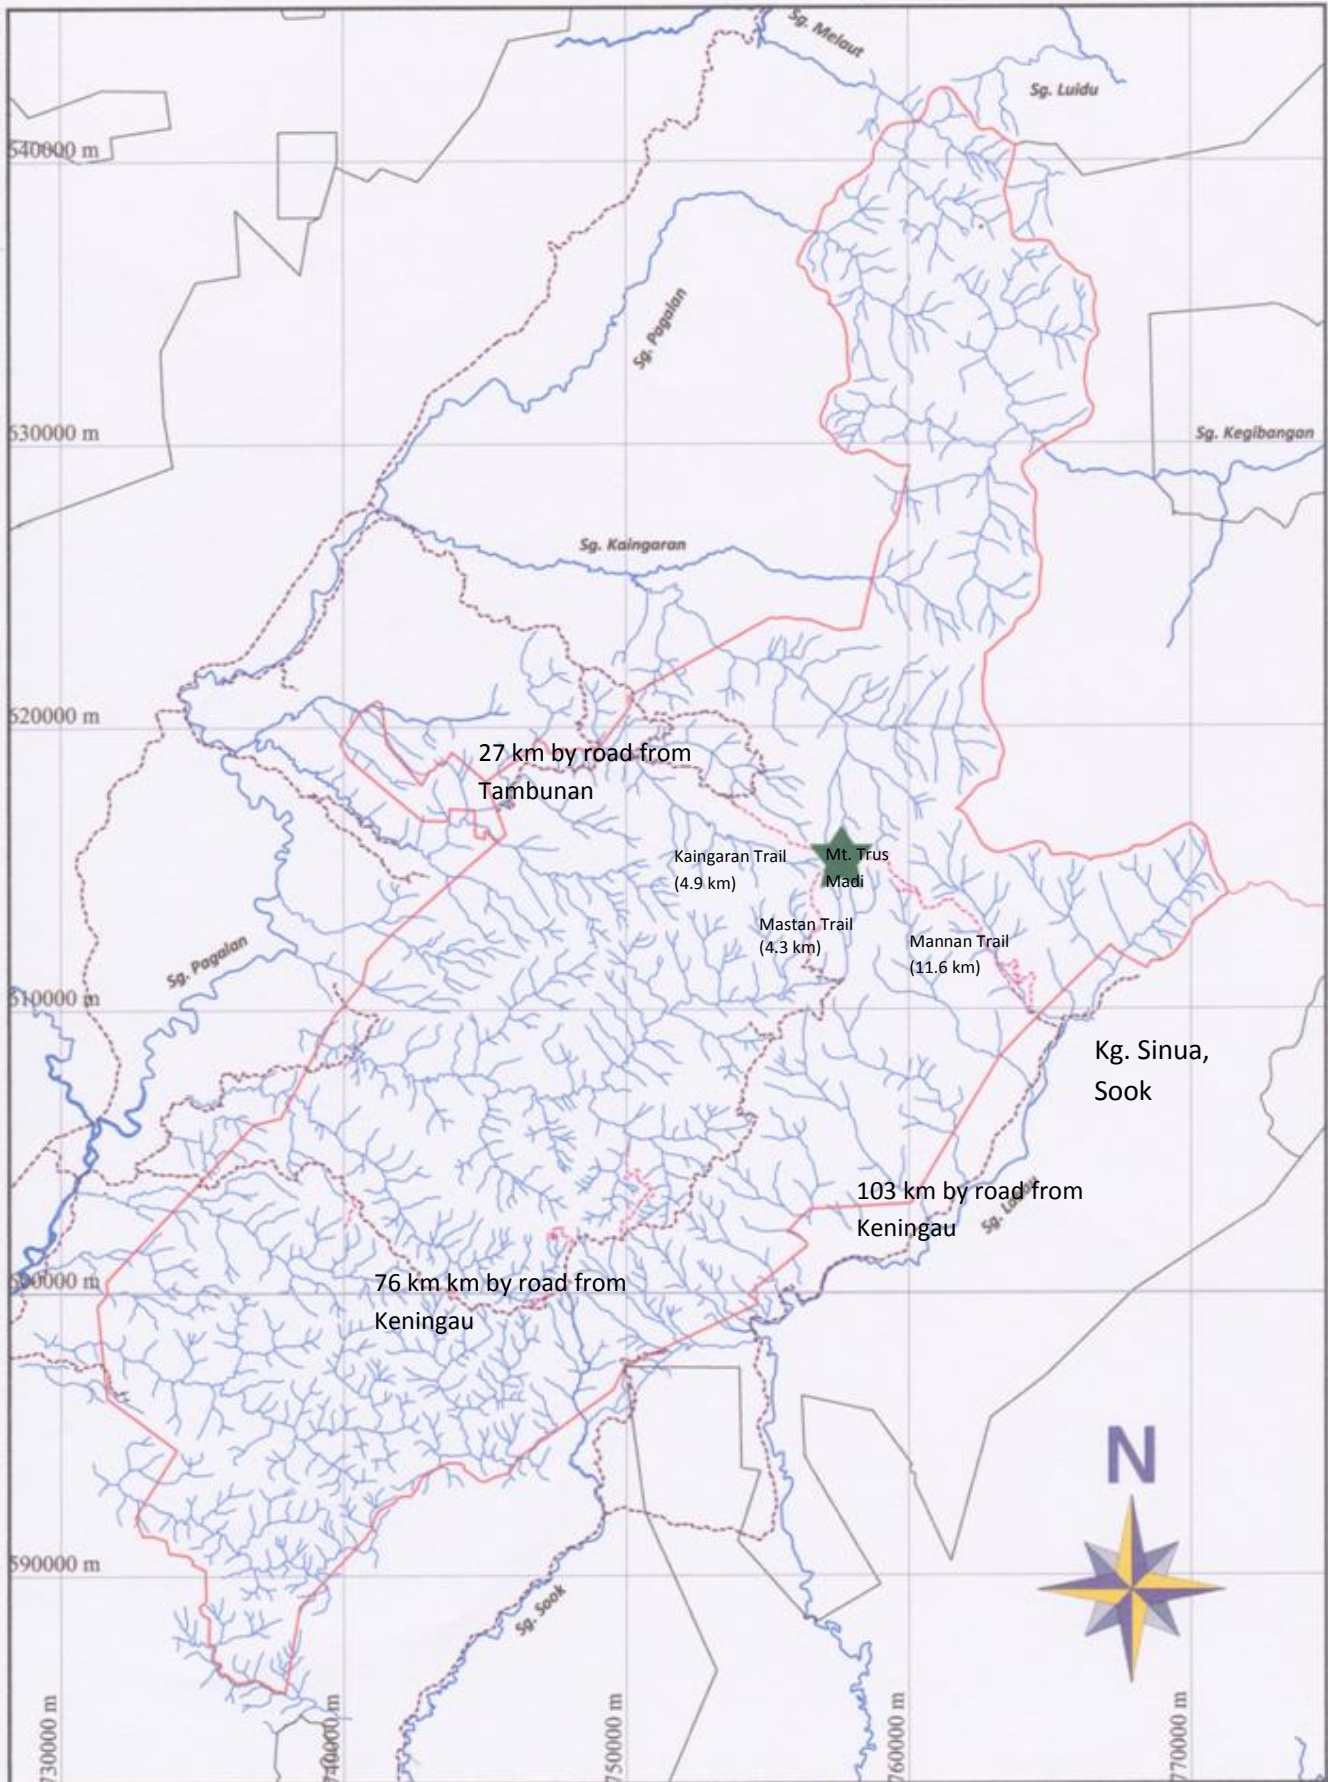 Sg. Melaut
Sg. Luidu
640000 m
Sg. Pagalan
630000 m
Sg. Kegibangan
Sg. Kaingaran
620000 m
27 km by road from
Tambunan
Kaingaran Trail
(4.9 km)
Mt. Trus
Madi
Mastan Trail
(4.3 km)
Mannan Trail
(11.6 km)
Sg. Pagalan
610000 m
Kg. Sinua,
Sook
103 km by road from
Keningau
Sg.
600000 m
76 km km by road from
Keningau
N
590000 m
Sg. Sook
730000 m
740000 m
750000 m
760000 m
770000 m